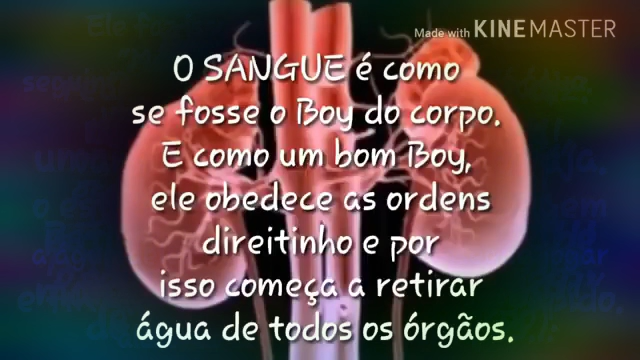 Made with KINEMASTER
O SANGUE é como
se fosse o Boy do corpo.
E como um bom Boy,
ele obedece as ordens
direitinho e por
isso começa a retirar
água de todos os órgãos.